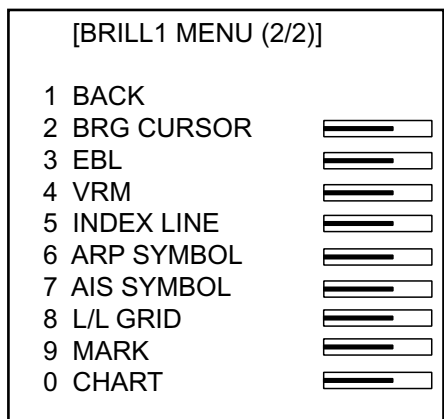 [BRILL1 MENU (2/2)]
1 BACK
2 BRG CURSOR
3 EBL
4 VRM
5 INDEX LINE
6 ARP SYMBOL
7 AIS SYMBOL
8 L/L GRID
9 MARK
0 CHART